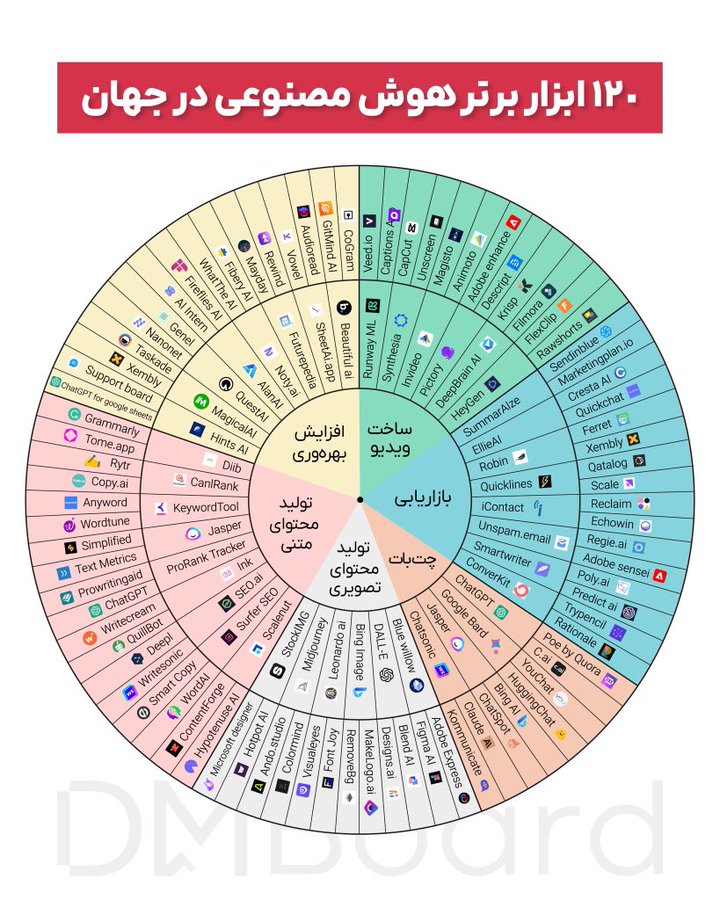 ۱۲۰ ابزار برتر هوش مصنوعی در جهان
ساخت
ویدیو
Runway ML
Synthesia
Invideo
Pictory
DeepBrain AI
HeyGen
Veed.io
Captions A
CapCut
Unscreen
Magisto
Animoto
Adobe enhance
Descript
Krisp
Filmora
FlexClip
Rawshorts
بازاریابی
SummarAIze
EllieAI
Robin
Quicklines
iContact
Unspam.email
Smartwriter
ConverKit
Sendinblue
Marketingplan.io
Cresta AI
Quickchat
Ferret
Xembly
Qatalog
Scale
Reclaim
Echowin
Regie.ai
Adobe sensei
Poly.ai
Predict ai
Trypencil
Rationale
چت‌بات
ChatGPT
Google Bard
Jasper
Chatsonic
Poe by Quora
C.ai
YouChat
HuggingChat
Bing AI
ChatSpot
Claude
Kommunicate
تولید
محتوای
تصویری
Blue willow
DALL-E
Bing Image
Leonardo ai
Midjourney
StockIMG
Adobe Express
Figma AI
Blend AI
Designs.ai
MakeLogo.ai
RemoveBg
Font Joy
Visualeyes
Colormind
Ando.studio
Hotpot AI
Microsoft designer
تولید
محتوای
متنی
Scalenut
Surfer SEO
SEO.ai
Ink
ProRank Tracker
Jasper
KeywordTool
CanIRank
Diib
Hypotenuse AI
ContentForge
WordAI
Smart Copy
Writesonic
Deepl
QuillBot
Writecream
ChatGPT
Prowritingaid
Text Metrics
Simplified
Wordtune
Anyword
Copy.ai
Rytr
Tome.app
Grammarly
افزایش
بهره‌وری
Hints AI
MagicalAI
QuestAI
AlanAI
Noty.ai
Futurepedia
SheetAi.app
Beautiful ai
ChatGPT for google sheets
Support board
Xembly
Taskade
Nanonet
Genel
AI Intern
Fireflies AI
WhatThe AI
Fibery AI
Mayday
Rewind
Vowel
Audioread
GitMind AI
CoGram
DMBoard